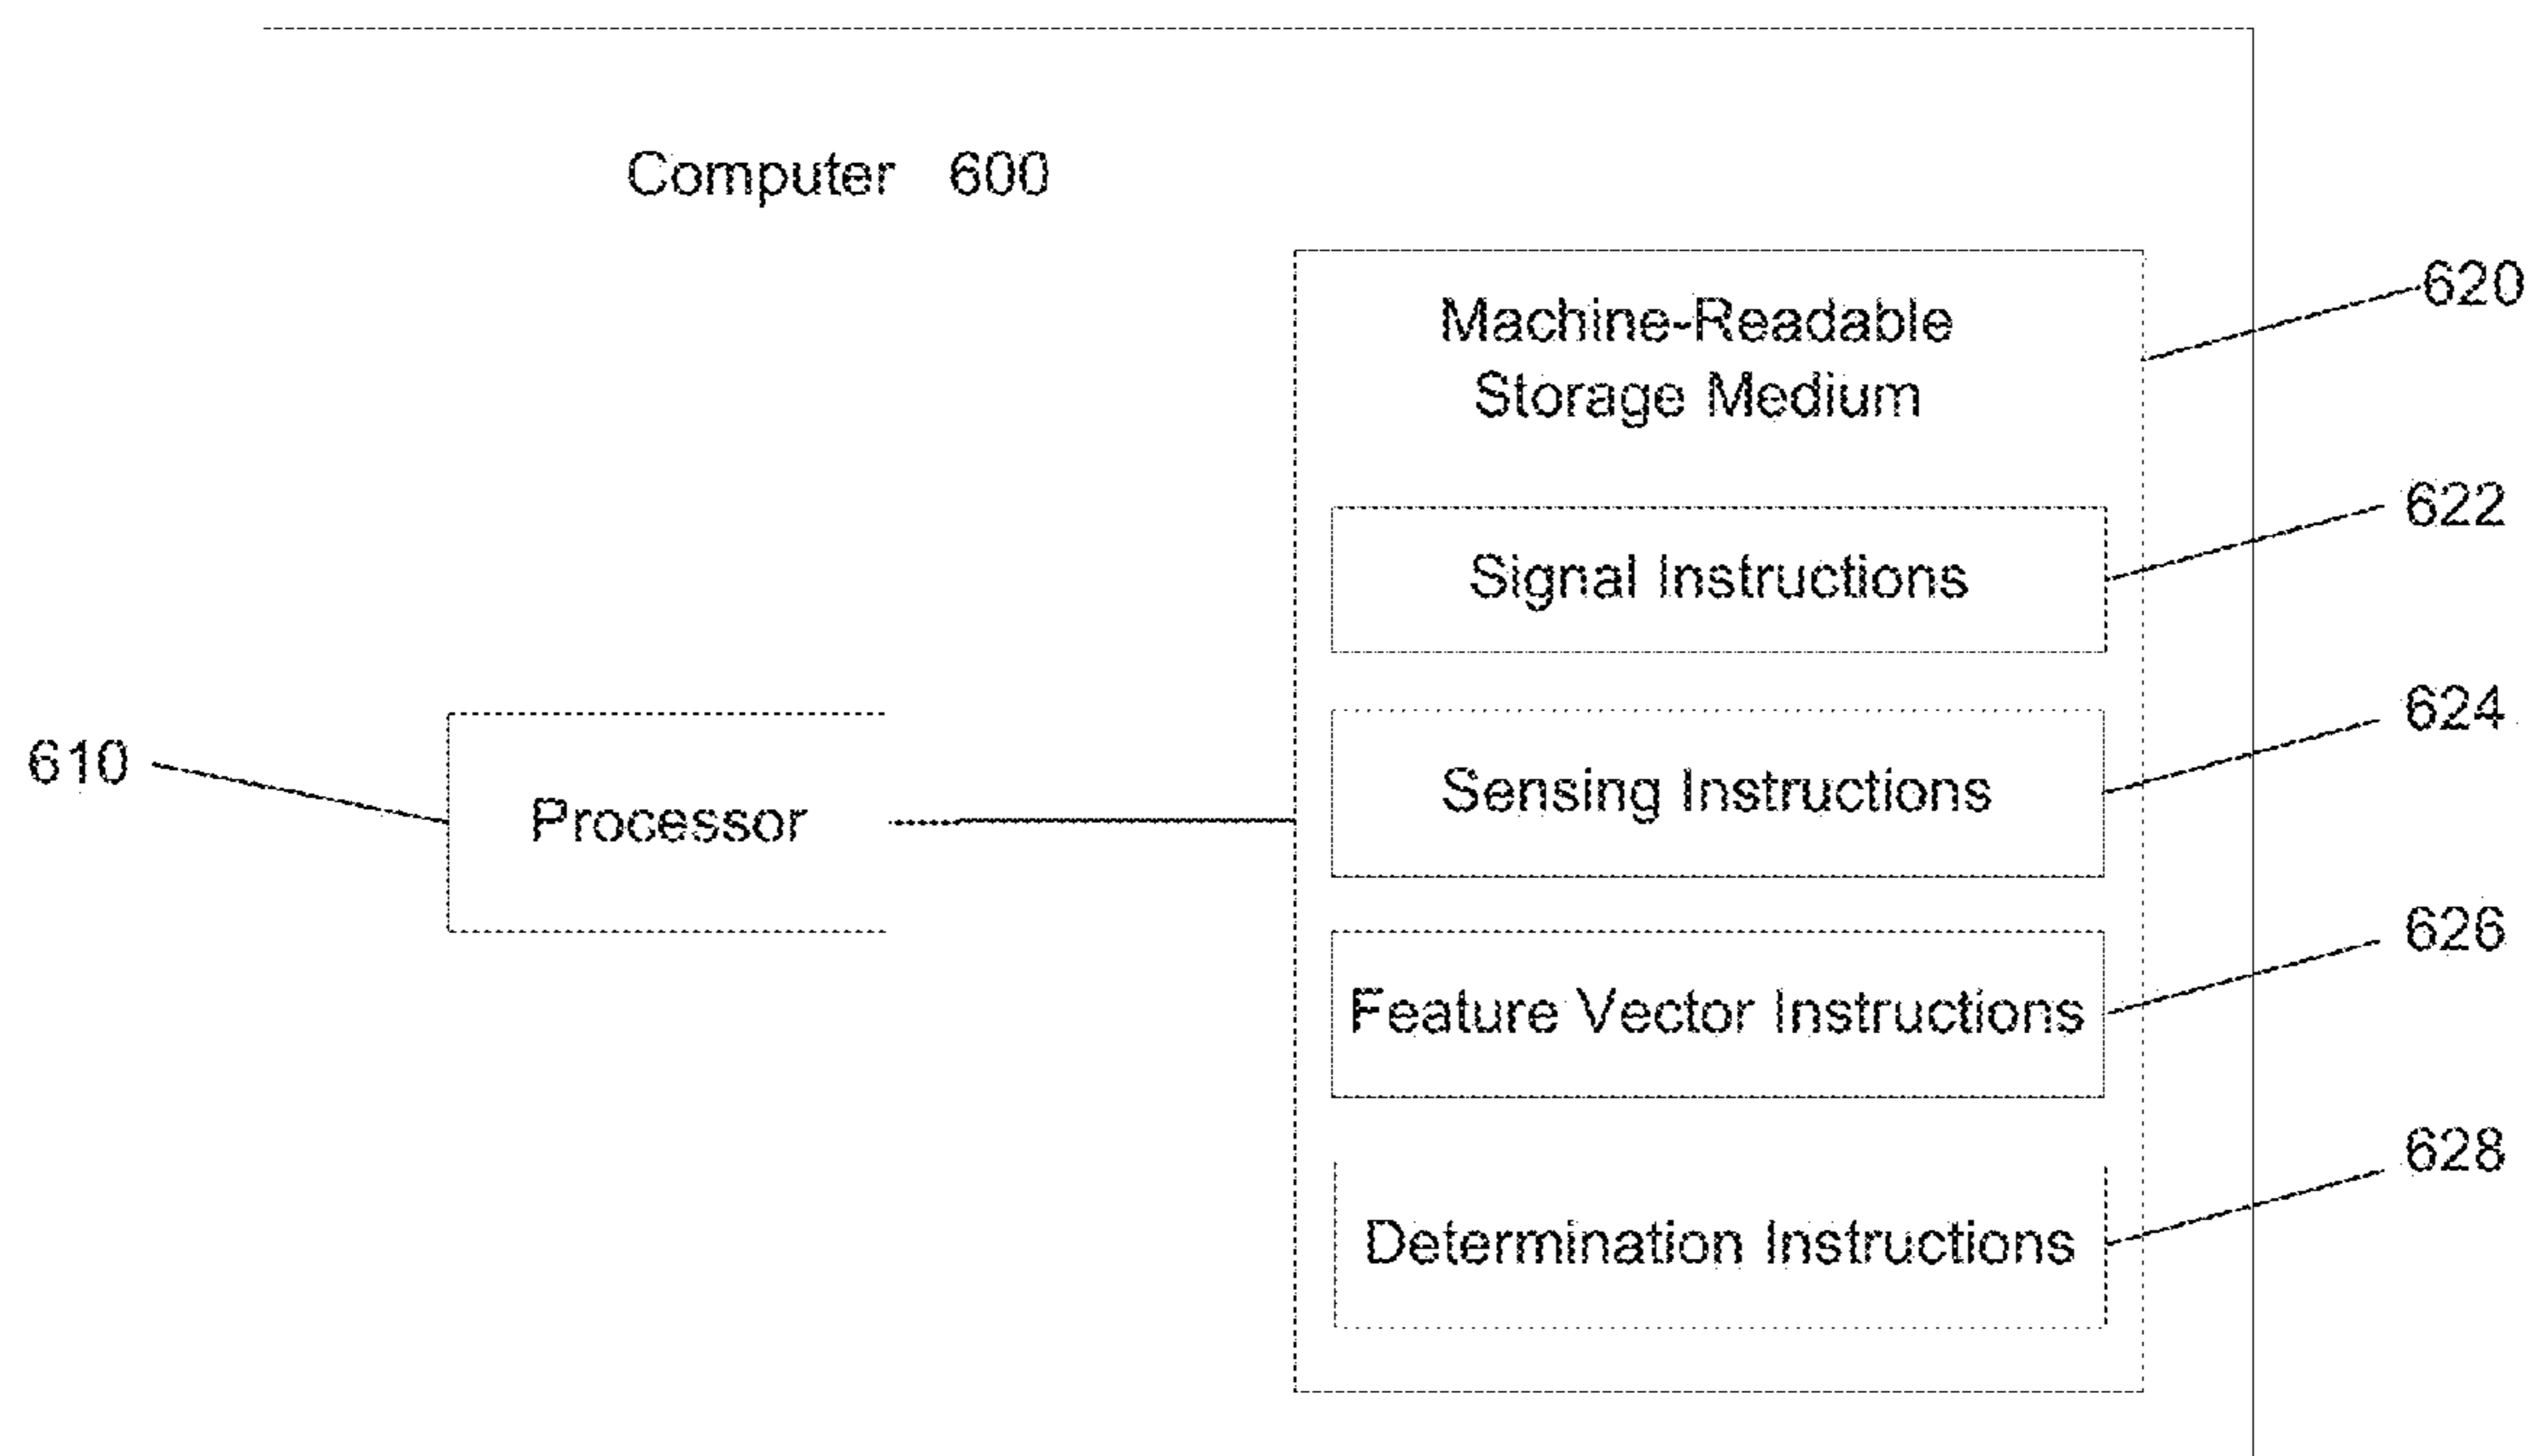 Computer 600
Machine-Readable
Storage Medium
620
Signal Instructions
622
Sensing Instructions
624
610
Processor
Feature Vector Instructions
626
Determination Instructions
628